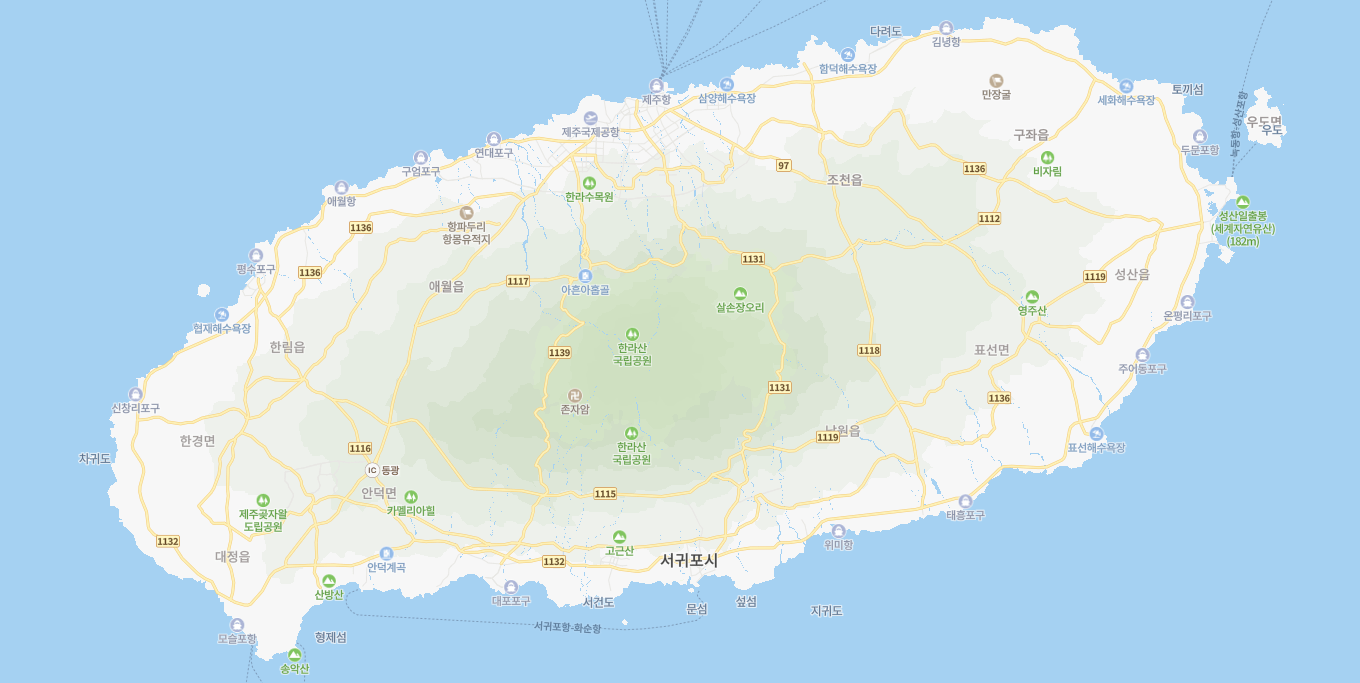 다려도
김녕항
함덕해수욕장
제주항
삼양해수욕장
만장굴
세화해수욕장
토끼섬
녹동항-성산포항
우도면
우도
제주국제공항
구좌읍
두문포항
연대포구
구엄포구
97
1136
비자림
조천읍
한라수목원
애월항
항파두리
항몽유적지
1136
1112
성산일출봉
(세계자연유산)
(182m)
1131
평수포구
1136
1117
아흔아홉골
애월읍
성산읍
1119
살손장오리
영주산
온평리포구
협재해수욕장
한림읍
한라산
국립공원
1139
1118
표선면
주어동포구
1131
신창리포구
존자암
1136
한경면
남원읍
1119
한라산
국립공원
1116
표선해수욕장
차귀도
IC
동광
안덕면
카멜리아힐
1115
제주곶자왈
도립공원
태흥포구
1132
고근산
위미항
대정읍
안덕계곡
1132
서귀포시
산방산
대포포구
서건도
문섬
섶섬
지귀도
서귀포항-화순항
모슬포항
형제섬
송악산